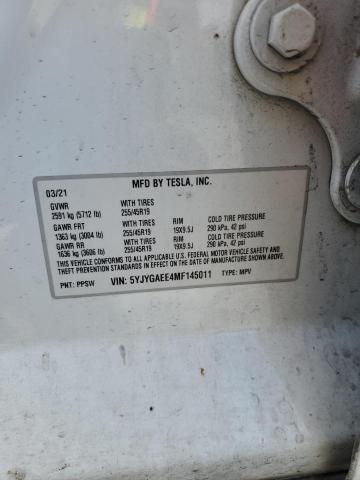 MFD BY TESLA, INC.
03/21
GVWR WITH TIRES
2591 kg (5712 lb) 255/45R19
GAWR FRT WITH TIRES RIM COLD TIRE PRESSURE
1363 kg (3004 lb) 255/45R19 19X9.5J 290 kPa, 42 psi
GAWR RR WITH TIRES RIM COLD TIRE PRESSURE
1636 kg (3606 lb) 255/45R19 19X9.5J 290 kPa, 42 psi
THIS VEHICLE CONFORMS TO ALL APPLICABLE U.S. FEDERAL MOTOR VEHICLE SAFETY AND
THEFT PREVENTION STANDARDS IN EFFECT ON THE DATE OF MANUFACTURE SHOWN ABOVE.
PNT: PPSW VIN: 5YJYGAEE4MF145011 TYPE: MPV